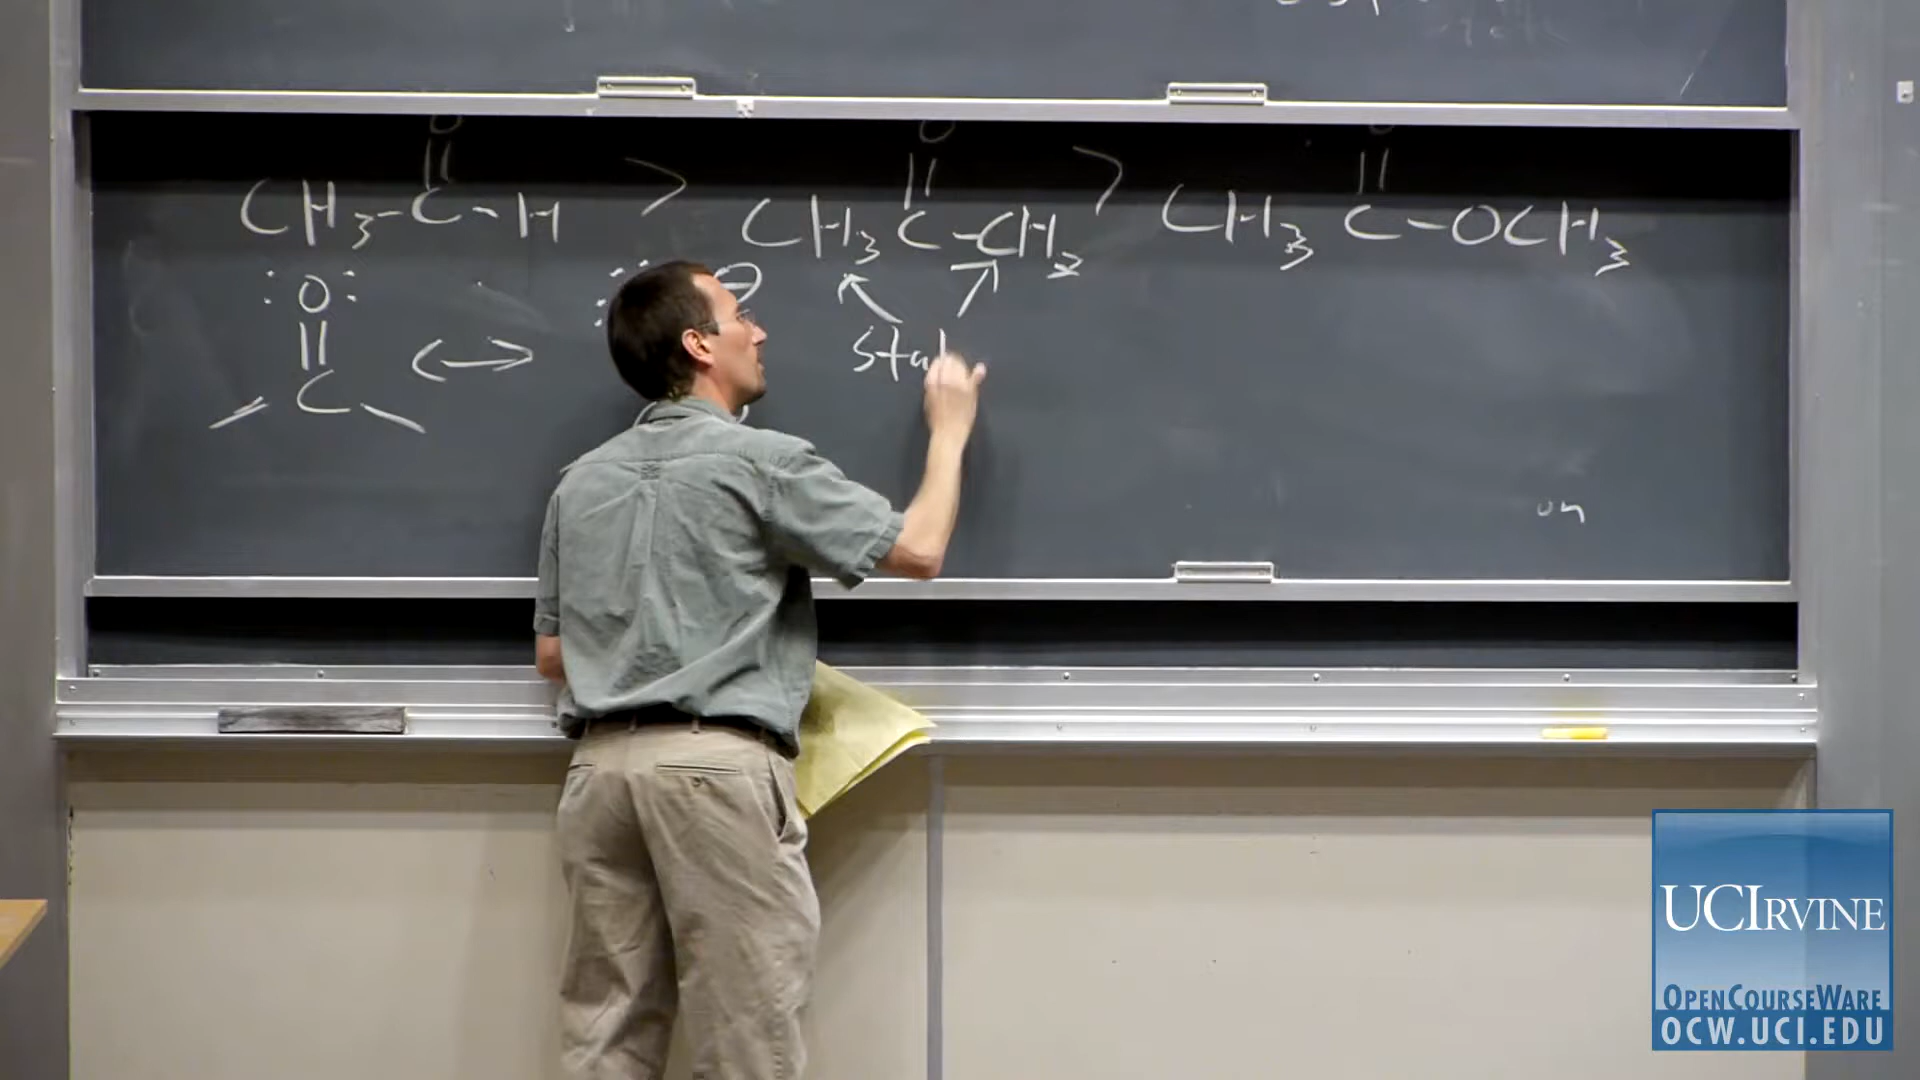 O O O
|| || ||
CH3-C-H > CH3 C-CH3 > CH3 C-OCH3
:O:
||
C
Stab
UCIRVINE
OPENCOURSEWARE
OCW.UCI.EDU